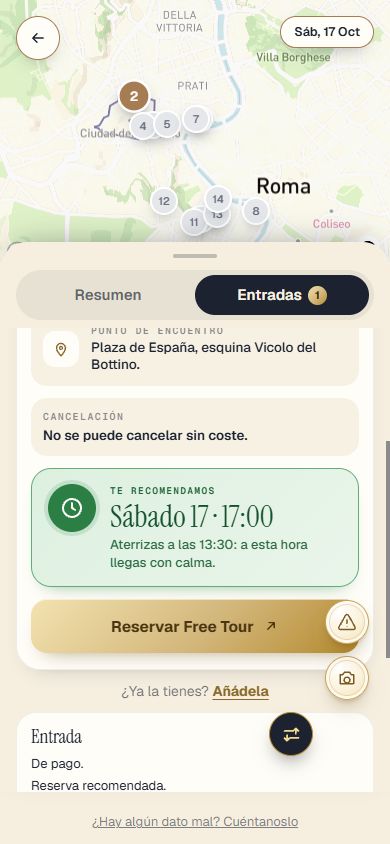 DELLA
VITTORIA
Sáb, 17 Oct
Villa Borghese
PRATI
2
4
5
7
Ciudad de
12
14
13
11
8
Roma
Coliseo
Resumen
Entradas 1
PUNTO DE ENCUENTRO
Plaza de España, esquina Vicolo del
Bottino.
CANCELACIÓN
No se puede cancelar sin coste.
TE RECOMENDAMOS
Sábado 17 · 17:00
Aterrizas a las 13:30: a esta hora
llegas con calma.
Reservar Free Tour ↗
¿Ya la tienes? Añádela
Entrada
De pago.
Reserva recomendada.
¿Hay algún dato mal? Cuéntanoslo